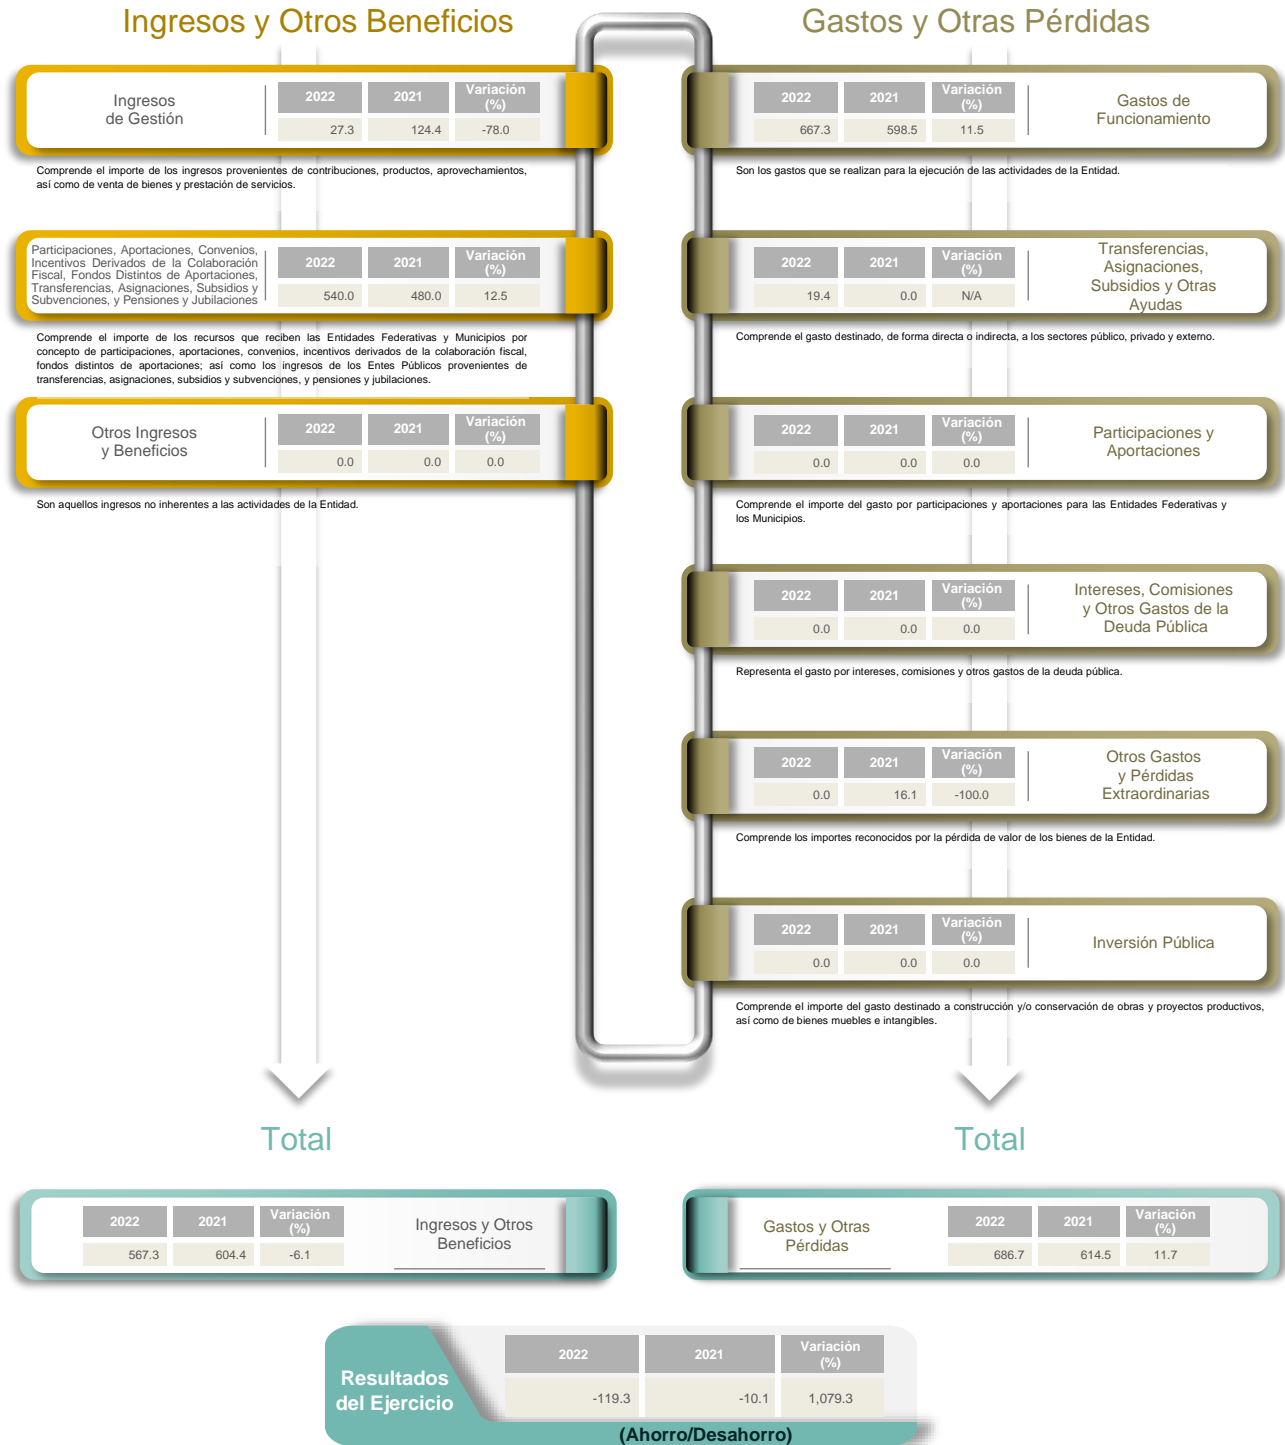 Ingresos y Otros Beneficios
Ingresos
de Gestión
2022 2021 Variación
(%)
27.3 124.4 -78.0
Comprende el importe de los ingresos provenientes de contribuciones, productos, aprovechamientos,
así como de venta de bienes y prestación de servicios.
Participaciones, Aportaciones, Convenios,
Incentivos Derivados de la Colaboración
Fiscal, Fondos Distintos de Aportaciones,
Transferencias, Asignaciones, Subsidios y
Subvenciones, y Pensiones y Jubilaciones
2022 2021 Variación
(%)
540.0 480.0 12.5
Comprende el importe de los recursos que reciben las Entidades Federativas y Municipios por
concepto de participaciones, aportaciones, convenios, incentivos derivados de la colaboración fiscal,
fondos distintos de aportaciones; así como los ingresos de los Entes Públicos provenientes de
transferencias, asignaciones, subsidios y subvenciones, y pensiones y jubilaciones.
Otros Ingresos
y Beneficios
2022 2021 Variación
(%)
0.0 0.0 0.0
Son aquellos ingresos no inherentes a las actividades de la Entidad.
Gastos y Otras Pérdidas
2022 2021 Variación
(%)
667.3 598.5 11.5
Gastos de
Funcionamiento
Son los gastos que se realizan para la ejecución de las actividades de la Entidad.
2022 2021 Variación
(%)
19.4 0.0 N/A
Transferencias,
Asignaciones,
Subsidios y Otras
Ayudas
Comprende el gasto destinado, de forma directa o indirecta, a los sectores público, privado y externo.
2022 2021 Variación
(%)
0.0 0.0 0.0
Participaciones y
Aportaciones
Comprende el importe del gasto por participaciones y aportaciones para las Entidades Federativas y
los Municipios.
2022 2021 Variación
(%)
0.0 0.0 0.0
Intereses, Comisiones
y Otros Gastos de la
Deuda Pública
Representa el gasto por intereses, comisiones y otros gastos de la deuda pública.
2022 2021 Variación
(%)
0.0 16.1 -100.0
Otros Gastos
y Pérdidas
Extraordinarias
Comprende los importes reconocidos por la pérdida de valor de los bienes de la Entidad.
2022 2021 Variación
(%)
0.0 0.0 0.0
Inversión Pública
Comprende el importe del gasto destinado a construcción y/o conservación de obras y proyectos productivos,
así como de bienes muebles e intangibles.
Total
2022 2021 Variación
(%)
567.3 604.4 -6.1
Ingresos y Otros
Beneficios
Total
Gastos y Otras
Pérdidas
2022 2021 Variación
(%)
686.7 614.5 11.7
Resultados
del Ejercicio
2022 2021 Variación
(%)
-119.3 -10.1 1,079.3
(Ahorro/Desahorro)